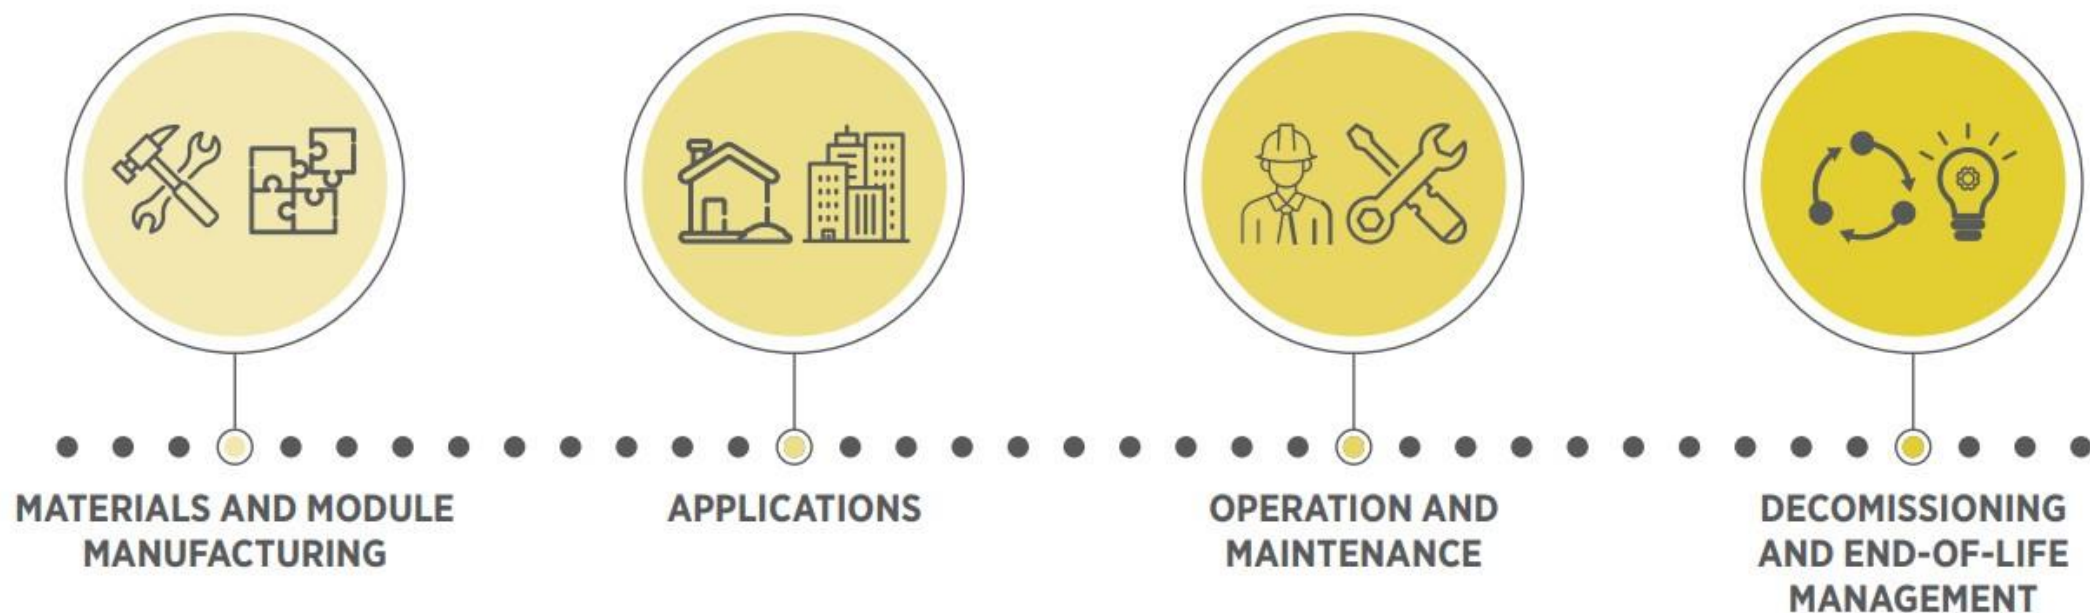 MATERIALS AND MODULE
MANUFACTURING
APPLICATIONS
OPERATION AND
MAINTENANCE
DECOMISSIONING
AND END-OF-LIFE
MANAGEMENT